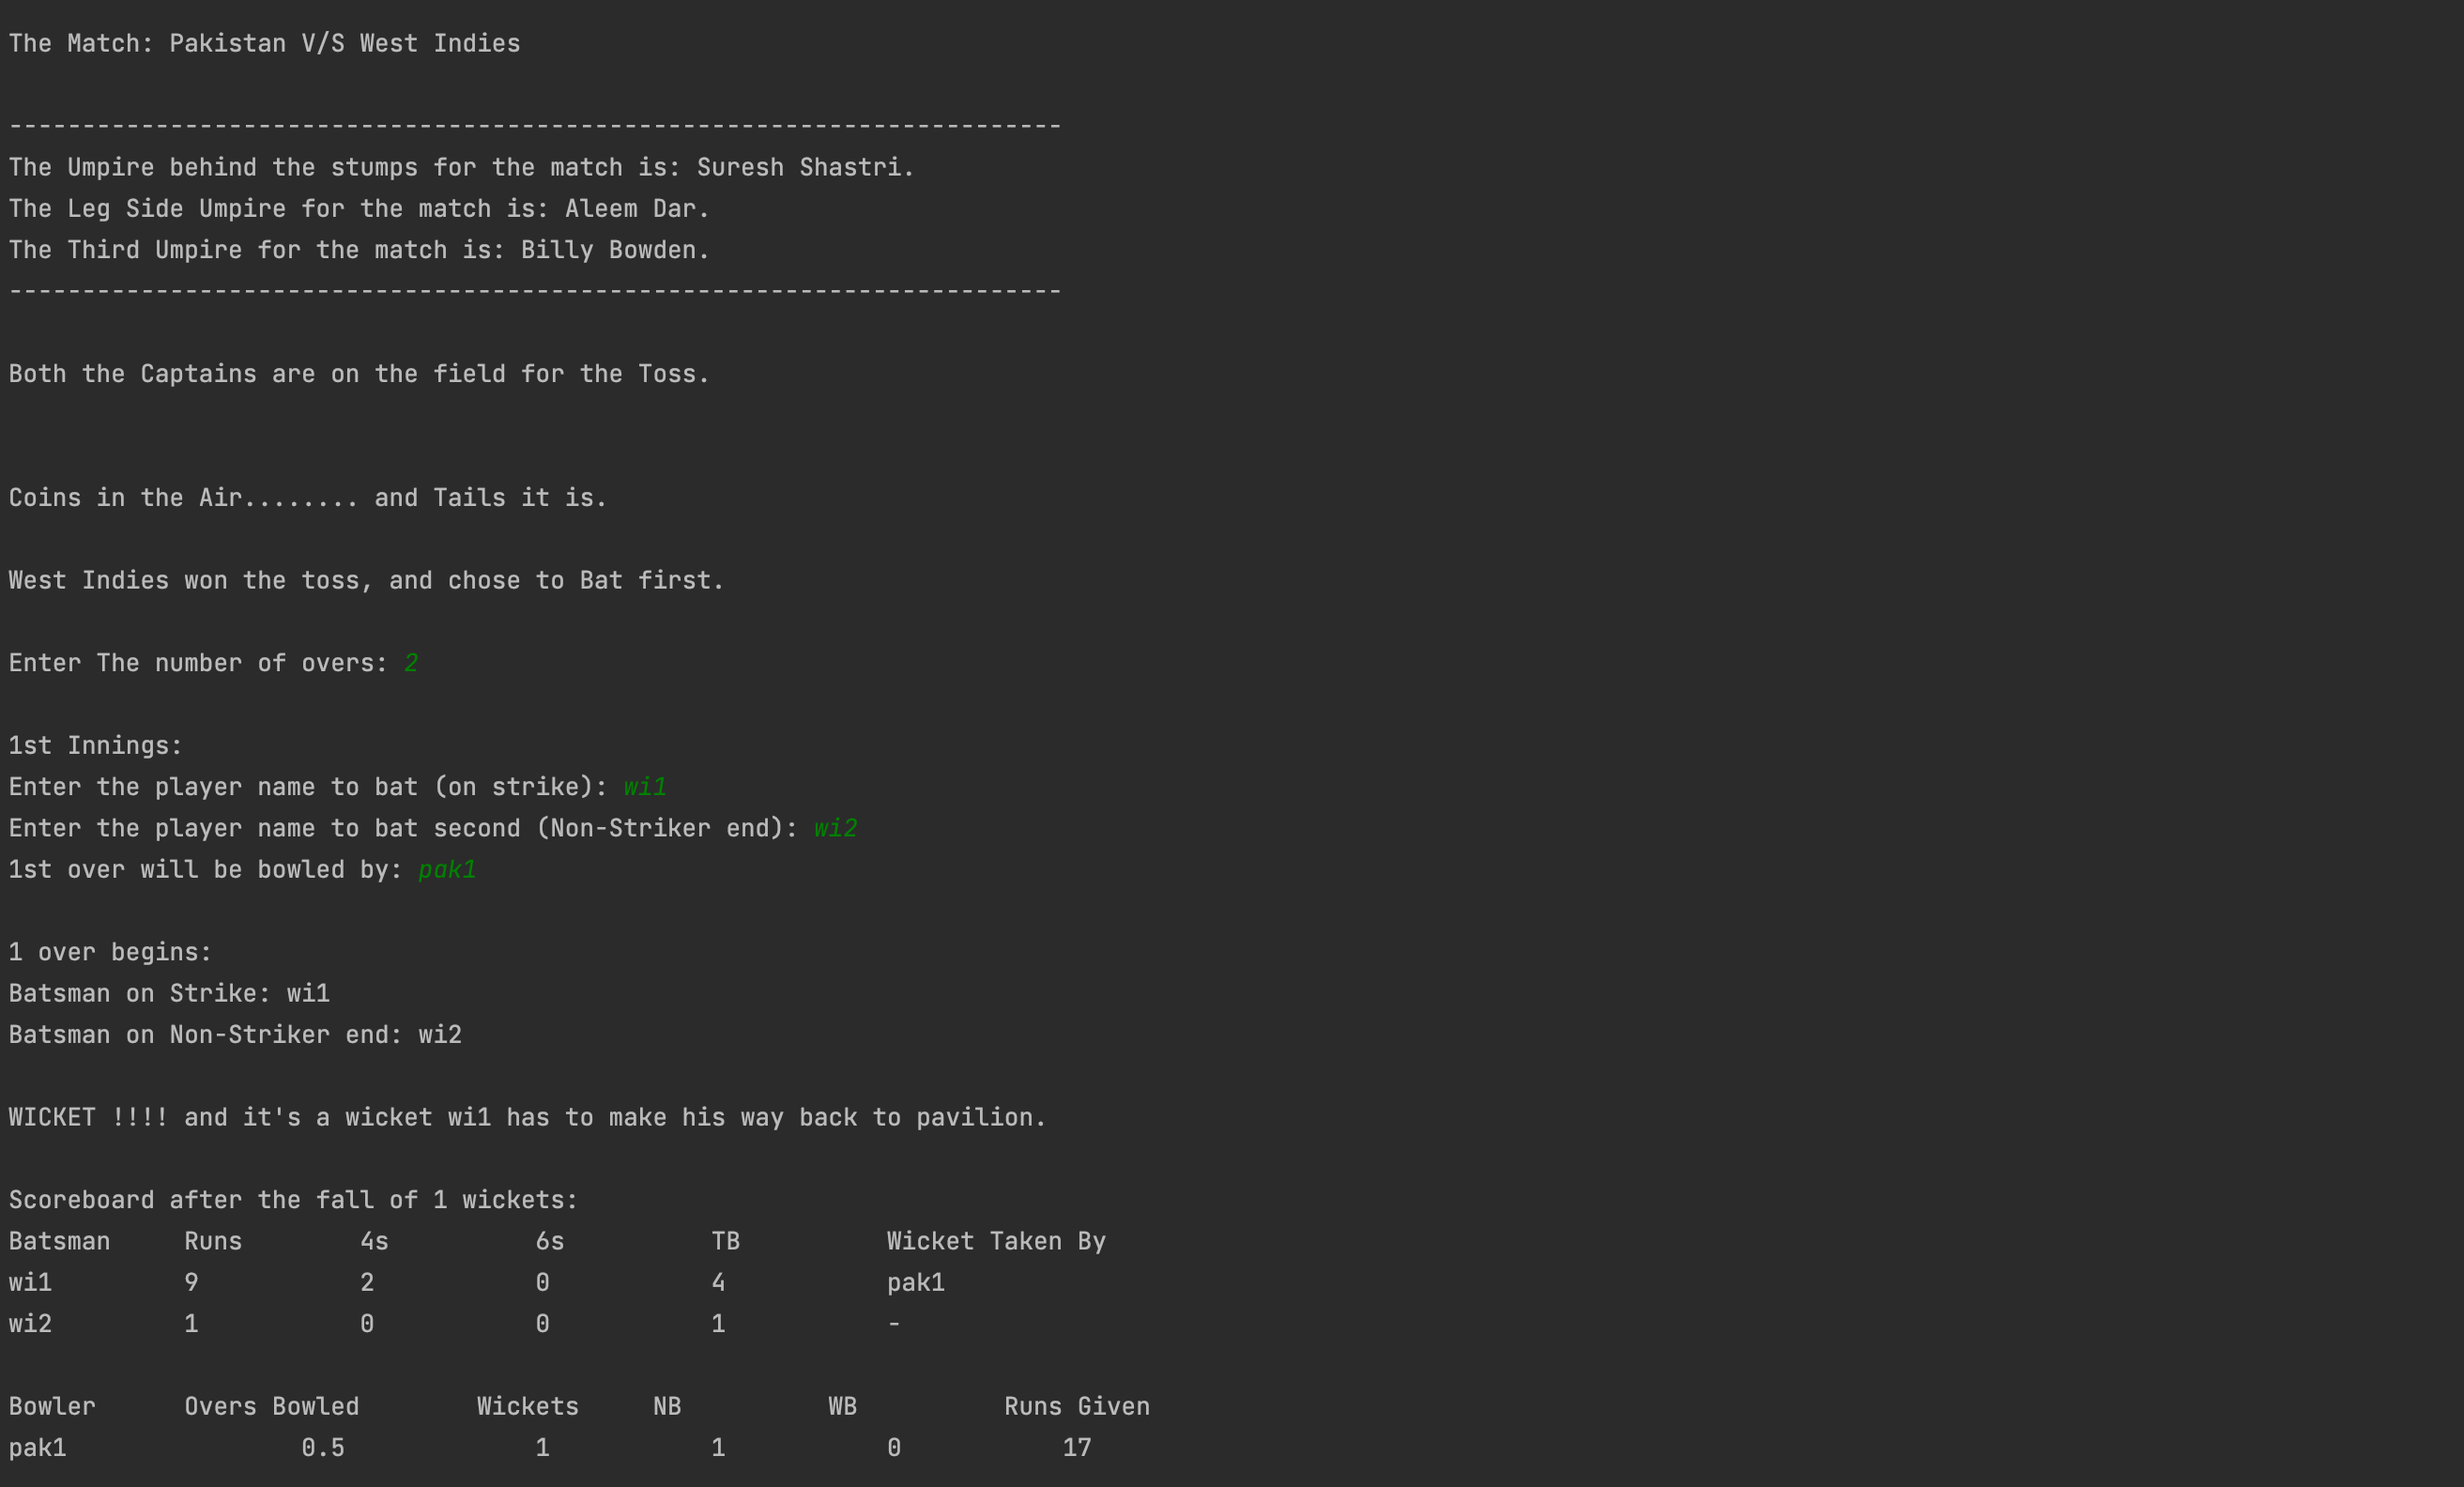 The Match: Pakistan V/S West Indies
------------------------------------------------------------------------
The Umpire behind the stumps for the match is: Suresh Shastri.
The Leg Side Umpire for the match is: Aleem Dar.
The Third Umpire for the match is: Billy Bowden.
------------------------------------------------------------------------
Both the Captains are on the field for the Toss.
Coins in the Air........ and Tails it is.
West Indies won the toss, and chose to Bat first.
Enter The number of overs: 2
1st Innings:
Enter the player name to bat (on strike): wi1
Enter the player name to bat second (Non-Striker end): wi2
1st over will be bowled by: pak1
1 over begins:
Batsman on Strike: wi1
Batsman on Non-Striker end: wi2
WICKET !!!! and it's a wicket wi1 has to make his way back to pavilion.
Scoreboard after the fall of 1 wickets:
Batsman     Runs        4s          6s          TB          Wicket Taken By
wi1         9           2           0           4           pak1
wi2         1           0           0           1           -
Bowler      Overs Bowled        Wickets     NB          WB          Runs Given
pak1                0.5             1           1           0           17